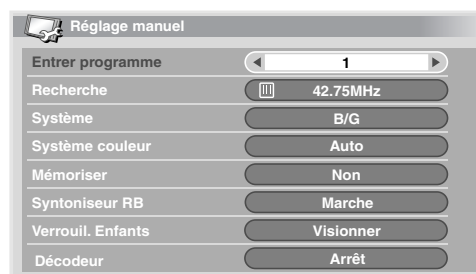 Réglage manuel
Entrer programme 1
Recherche 42.75MHz
Système B/G
Système couleur Auto
Mémoriser Non
Syntoniseur RB Marche
Verrouil. Enfants Visionner
Décodeur Arrêt